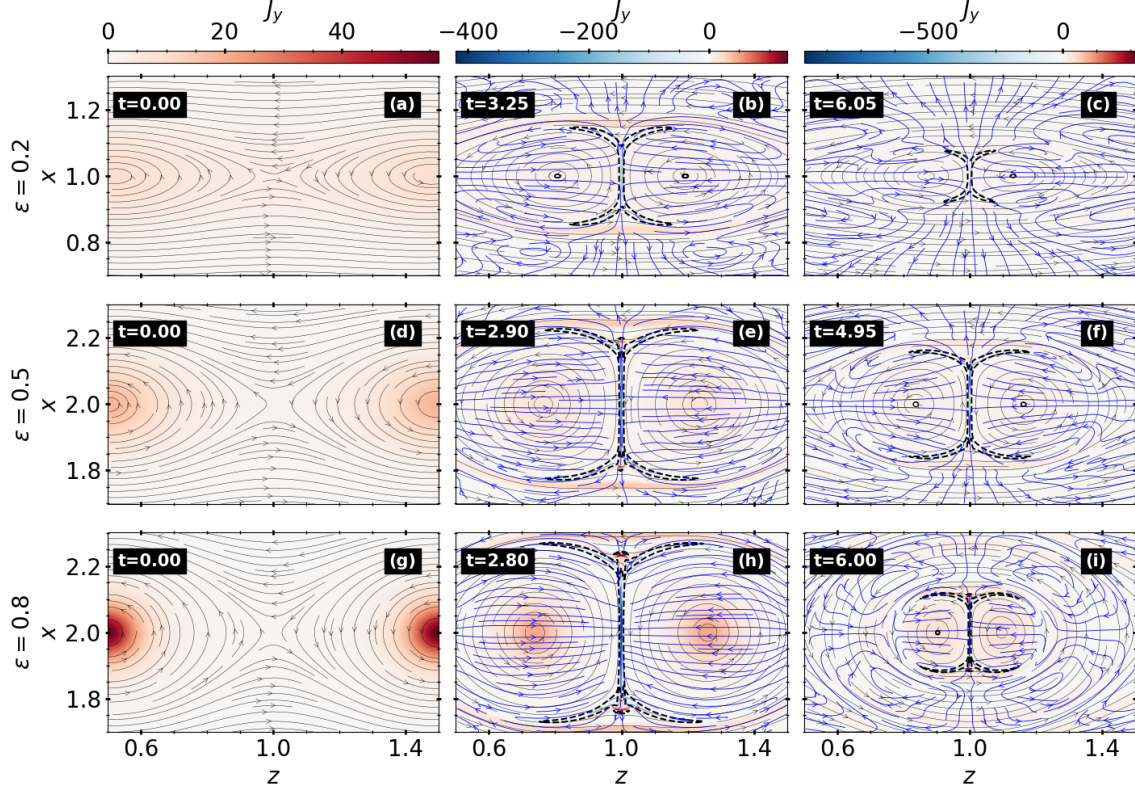 J_y J_y J_y
0 20 40 −400 −200 0 −500 0
t=0.00 (a) t=3.25 (b) t=6.05 (c)
ε = 0.2 x 1.2 1.0 0.8
t=0.00 (d) t=2.90 (e) t=4.95 (f)
ε = 0.5 x 2.2 2.0 1.8
t=0.00 (g) t=2.80 (h) t=6.00 (i)
ε = 0.8 x 2.2 2.0 1.8
0.6 1.0 1.4 0.6 1.0 1.4 0.6 1.0 1.4
z z z